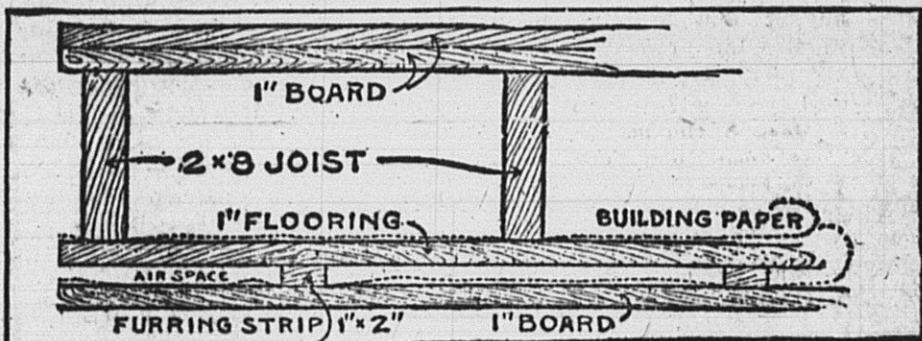 1" BOARD
2×8 JOIST
1" FLOORING
BUILDING PAPER
AIR SPACE
FURRING STRIP 1"×2"
1" BOARD